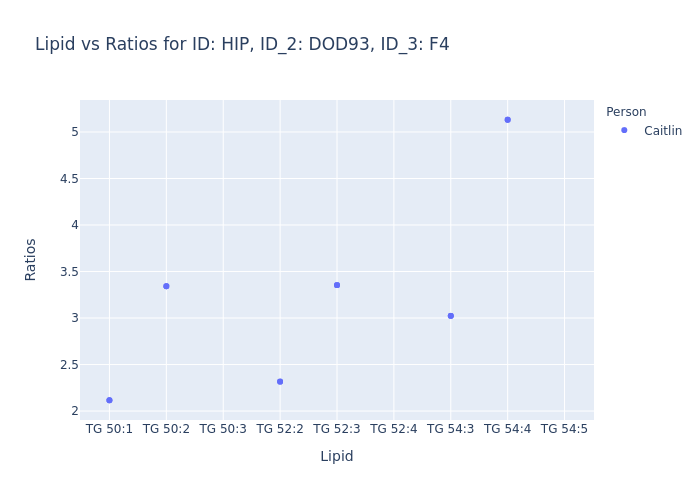 Lipid vs Ratios for ID: HIP, ID_2: DOD93, ID_3: F4
Person
Caitlin
5
4.5
4
3.5
3
2.5
2
Ratios
TG 50:1 TG 50:2 TG 50:3 TG 52:2 TG 52:3 TG 52:4 TG 54:3 TG 54:4 TG 54:5
Lipid